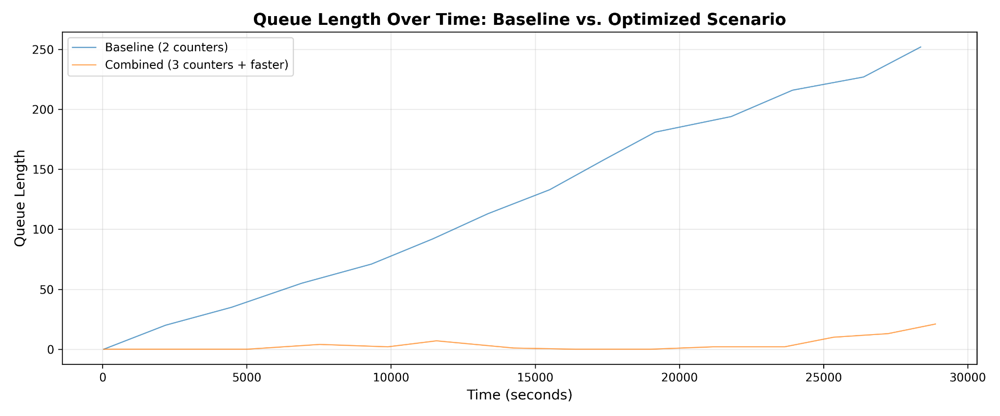 Queue Length Over Time: Baseline vs. Optimized Scenario
Baseline (2 counters)
Combined (3 counters + faster)
Queue Length
250
200
150
100
50
0
0 5000 10000 15000 20000 25000 30000
Time (seconds)